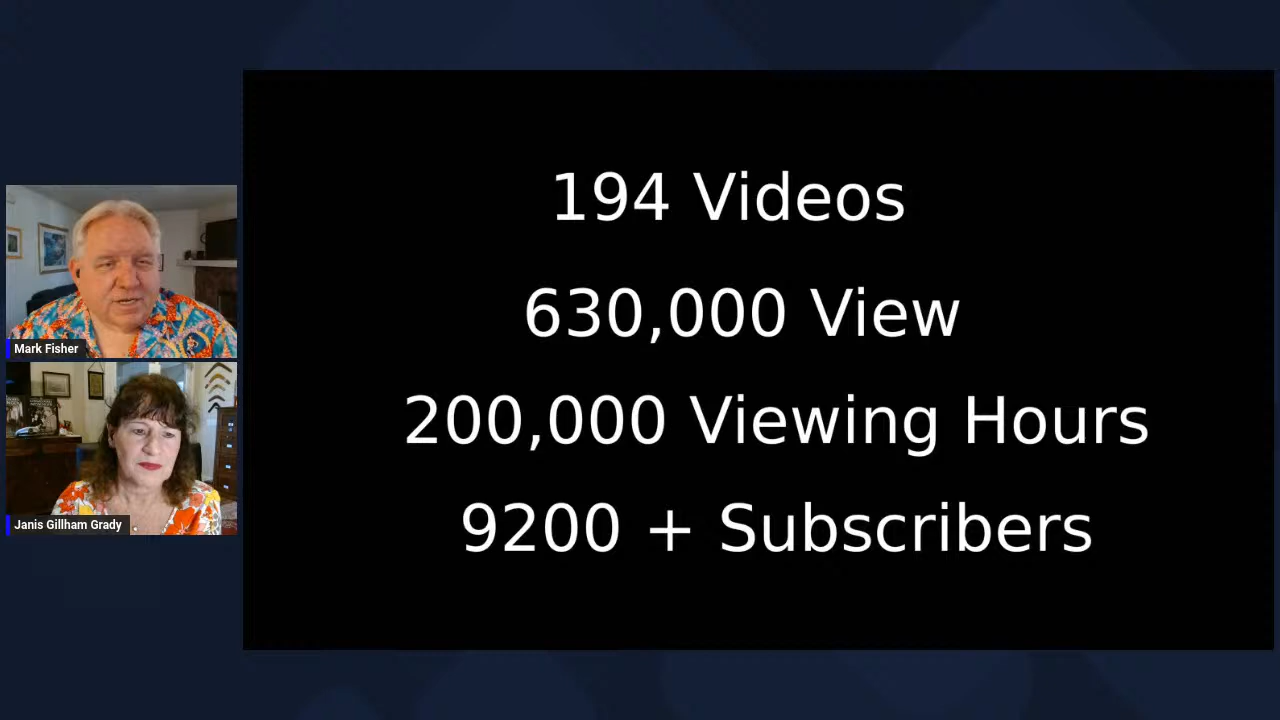 194 Videos
630,000 View
200,000 Viewing Hours
9200 + Subscribers
Mark Fisher
Janis Gillham Grady